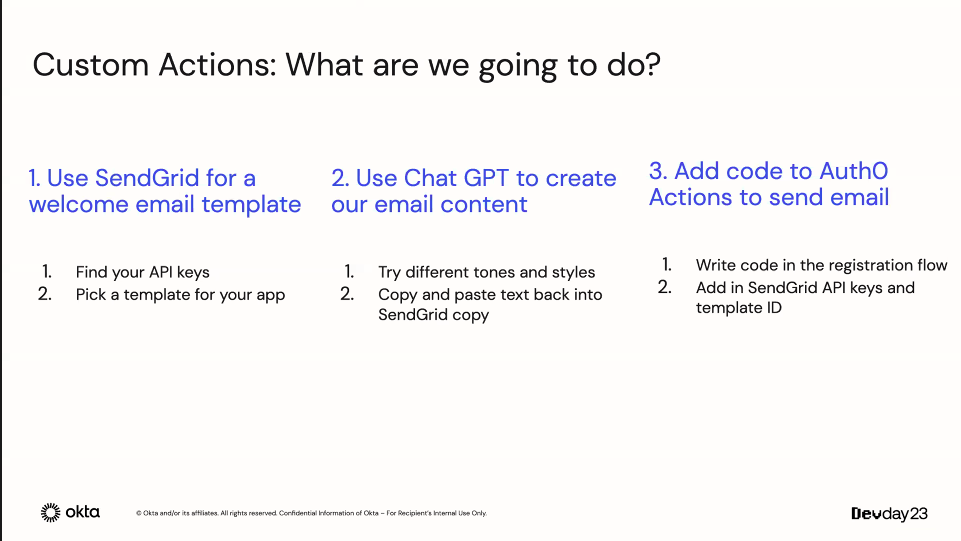 Custom Actions: What are we going to do?
1. Use SendGrid for a
welcome email template
1. Find your API keys
2. Pick a template for your app
2. Use Chat GPT to create
our email content
1. Try different tones and styles
2. Copy and paste text back into
SendGrid copy
3. Add code to Auth0
Actions to send email
1. Write code in the registration flow
2. Add in SendGrid API keys and
template ID
okta
© Okta and/or its affiliates. All rights reserved. Confidential Information of Okta – For Recipient's Internal Use Only.
Devday23